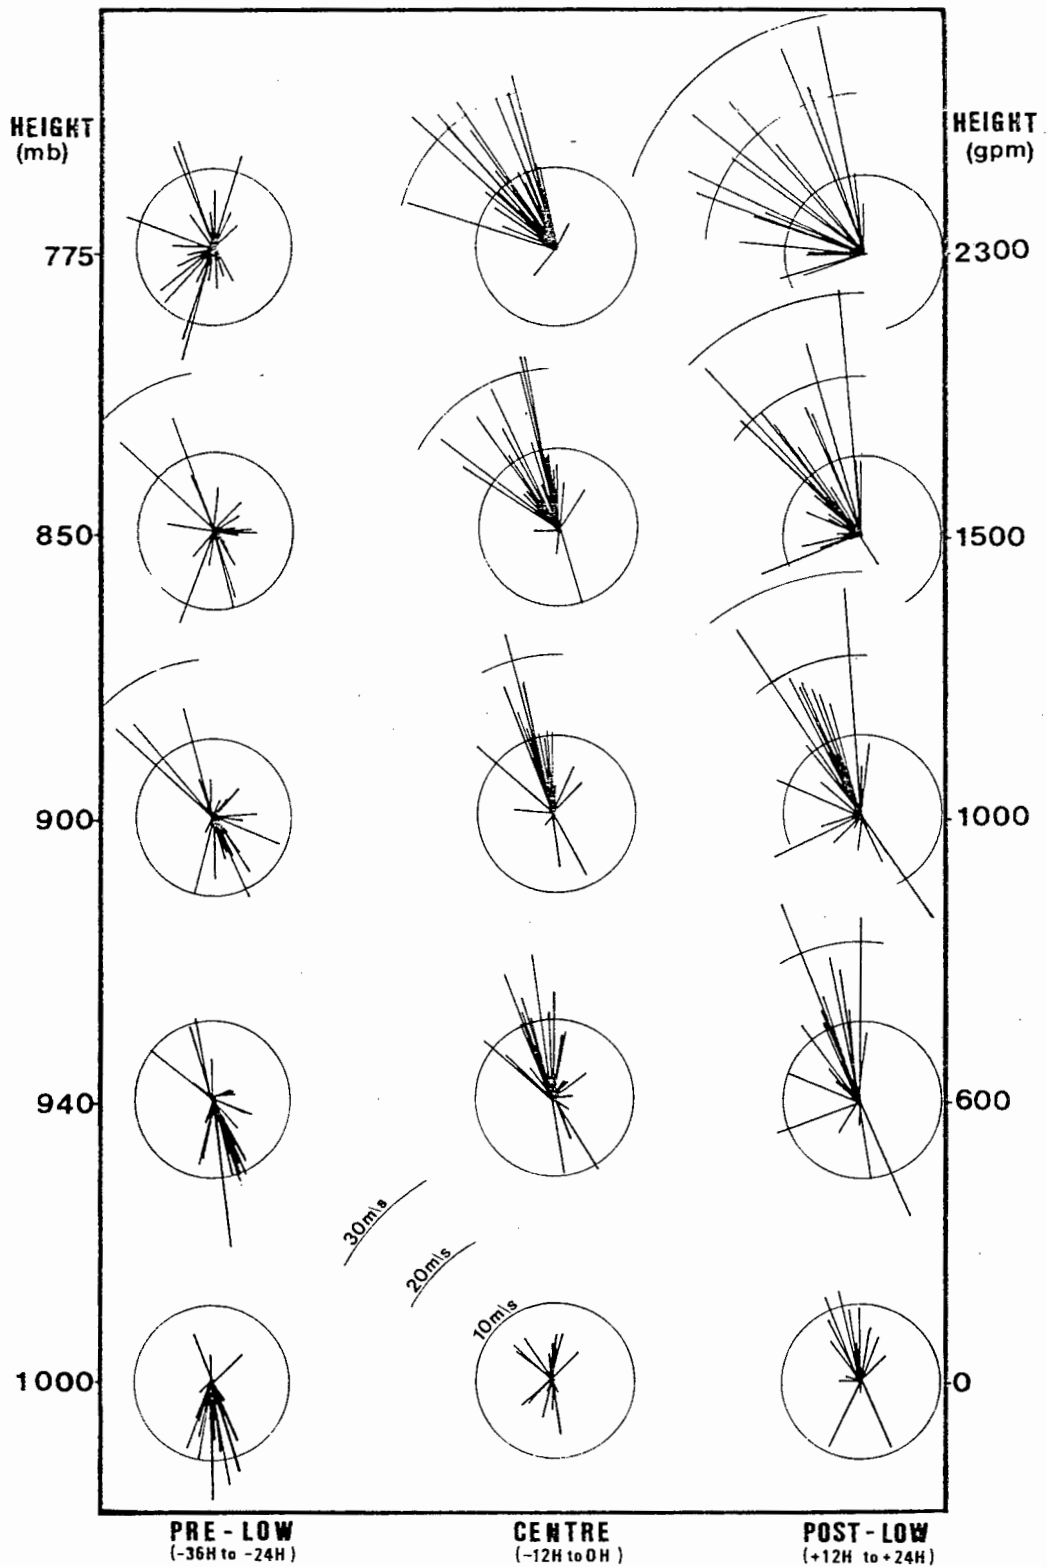 HEIGHT
(mb)
HEIGHT
(gpm)
775
2300
850
1500
900
1000
940
600
30m\s
20m\s
10m\s
1000
0
PRE-LOW
(-36H to -24H)
CENTRE
(-12H to 0H)
POST-LOW
(+12H to +24H)